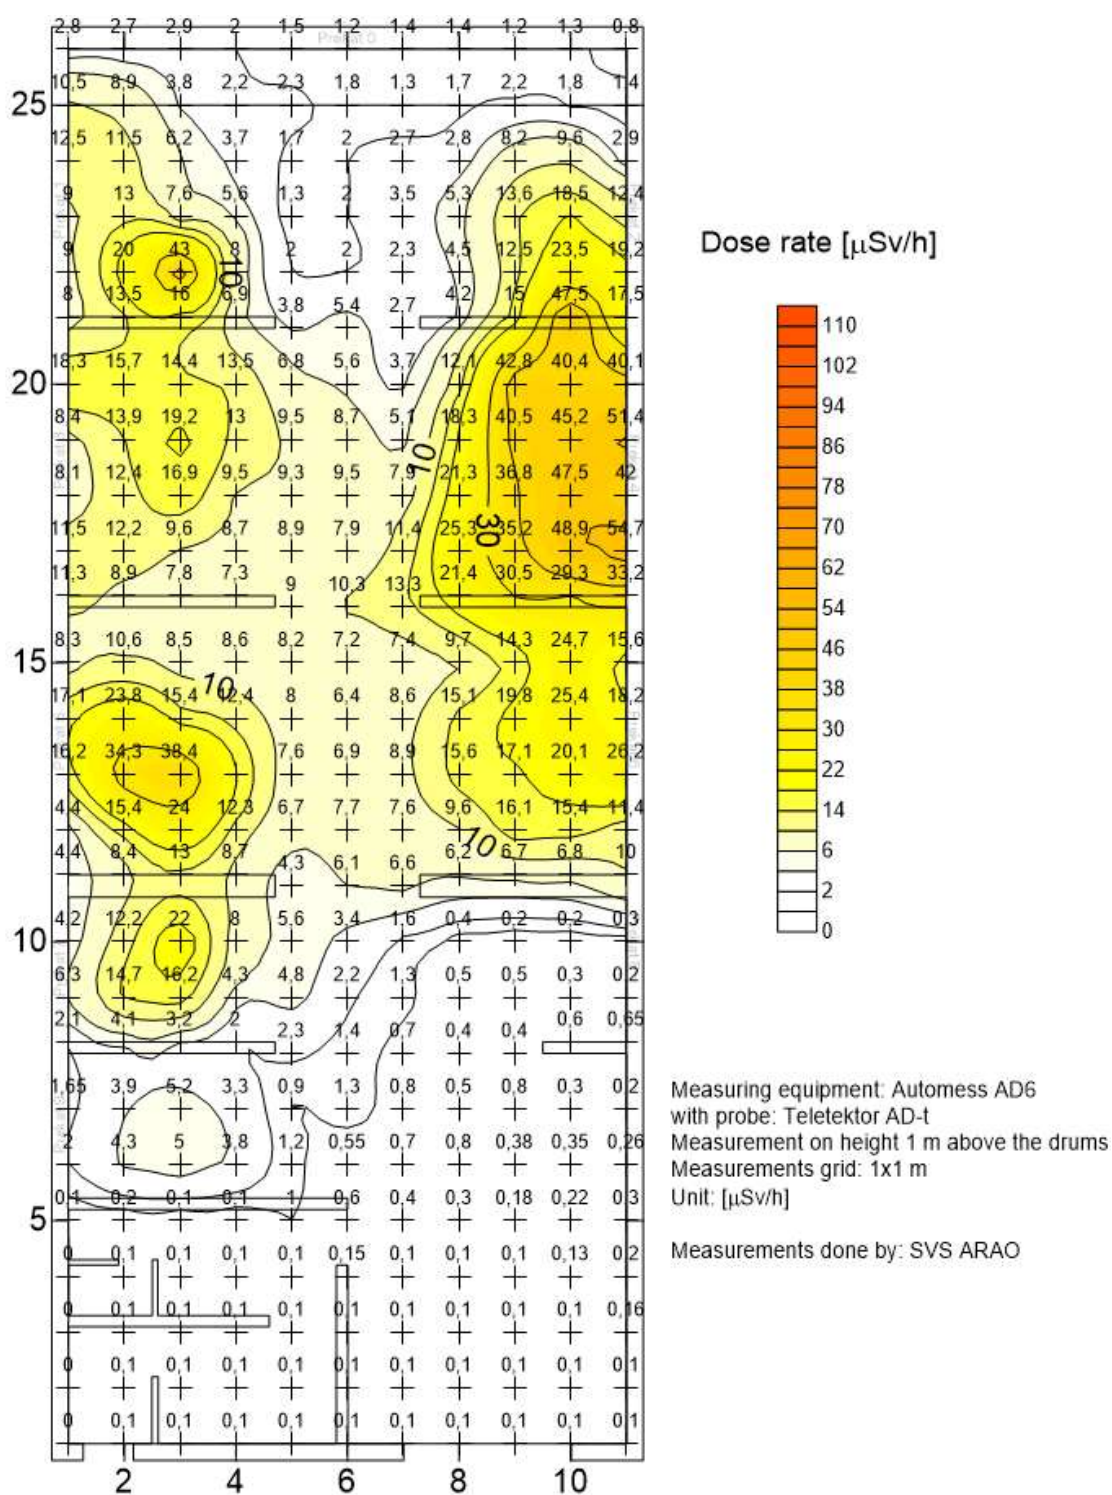 2,8 2,7 2,9 2 1,5 1,2 1,4 1,4 1,2 1,3 0,8
10,5 8,9 3,8 2,2 2,3 1,8 1,3 1,7 2,2 1,8 1,4
25
12,5 11,5 6,2 3,7 1,7 2 2,7 2,8 8,2 9,6 2,9
9 13 7,6 5,6 1,3 2 3,5 5,3 13,6 18,5 12,4
9 20 43 8 2 2 2,3 4,5 12,5 23,5 19,2
10
8 13,5 16 6,9 3,8 5,4 2,7 4,2 15 47,5 17,5
18,3 15,7 14,4 13,5 6,8 5,6 3,7 12,1 42,8 40,4 40,1
20
8,4 13,9 19,2 13 9,5 8,7 5,1 18,3 40,5 45,2 51,4
10
8,1 12,4 16,9 9,5 9,3 9,5 7,9 21,3 36,8 47,5 42
11,5 12,2 9,6 8,7 8,9 7,9 11,4 25,3 35,2 48,9 54,7
30
11,3 8,9 7,8 7,3 9 10,3 13,3 21,4 30,5 29,3 33,2
8,3 10,6 8,5 8,6 8,2 7,2 7,4 9,7 14,3 24,7 15,6
15
10
17,1 23,8 15,4 12,4 8 6,4 8,6 15,1 19,8 25,4 18,2
16,2 34,3 38,4 7,6 6,9 8,9 15,6 17,1 20,1 26,2
4,4 15,4 24 12,3 6,7 7,7 7,6 9,6 16,1 15,4 11,4
10
4,4 8,4 13 8,7 4,3 6,1 6,6 6,2 6,7 6,8 10
4,2 12,2 22 8 5,6 3,4 1,6 0,4 0,2 0,2 0,3
10
6,3 14,7 16,2 4,3 4,8 2,2 1,3 0,5 0,5 0,3 0,2
2,1 4,1 3,2 2 2,3 1,4 0,7 0,4 0,4 0,6 0,65
1,65 3,9 5,2 3,3 0,9 1,3 0,8 0,5 0,8 0,3 0,2
2 4,3 5 3,8 1,2 0,55 0,7 0,8 0,38 0,35 0,26
0,1 0,2 0,1 0,1 1 0,6 0,4 0,3 0,18 0,22 0,3
5
0 0,1 0,1 0,1 0,15 0,1 0,1 0,1 0,13 0,2
0 0,1 0,1 0,1 0,1 0,1 0,1 0,1 0,1 0,1 0,16
0 0,1 0,1 0,1 0,1 0,1 0,1 0,1 0,1 0,1 0,1
0 0,1 0,1 0,1 0,1 0,1 0,1 0,1 0,1 0,1 0,1
2 4 6 8 10
Dose rate [μSv/h]
110
102
94
86
78
70
62
54
46
38
30
22
14
6
2
0
Measuring equipment: Automess AD6
with probe: Teletektor AD-t
Measurement on height 1 m above the drums
Measurements grid: 1x1 m
Unit: [μSv/h]
Measurements done by: SVS ARAO